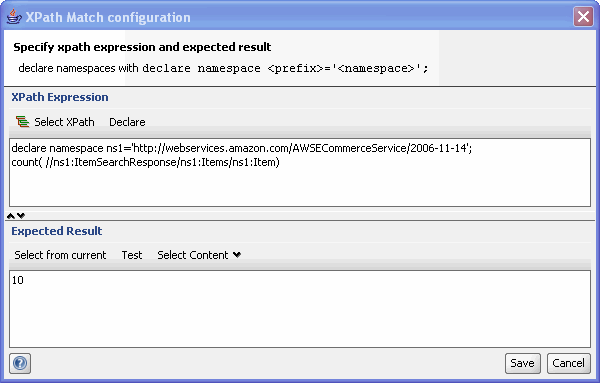 XPath Match configuration
Specify xpath expression and expected result
declare namespaces with declare namespace <prefix>='<namespace>';
XPath Expression
Select XPath Declare
declare namespace ns1='http://webservices.amazon.com/AWSECommerceService/2006-11-14';
count( //ns1:ItemSearchResponse/ns1:Items/ns1:Item)
Expected Result
Select from current Test Select Content
10
? Save Cancel